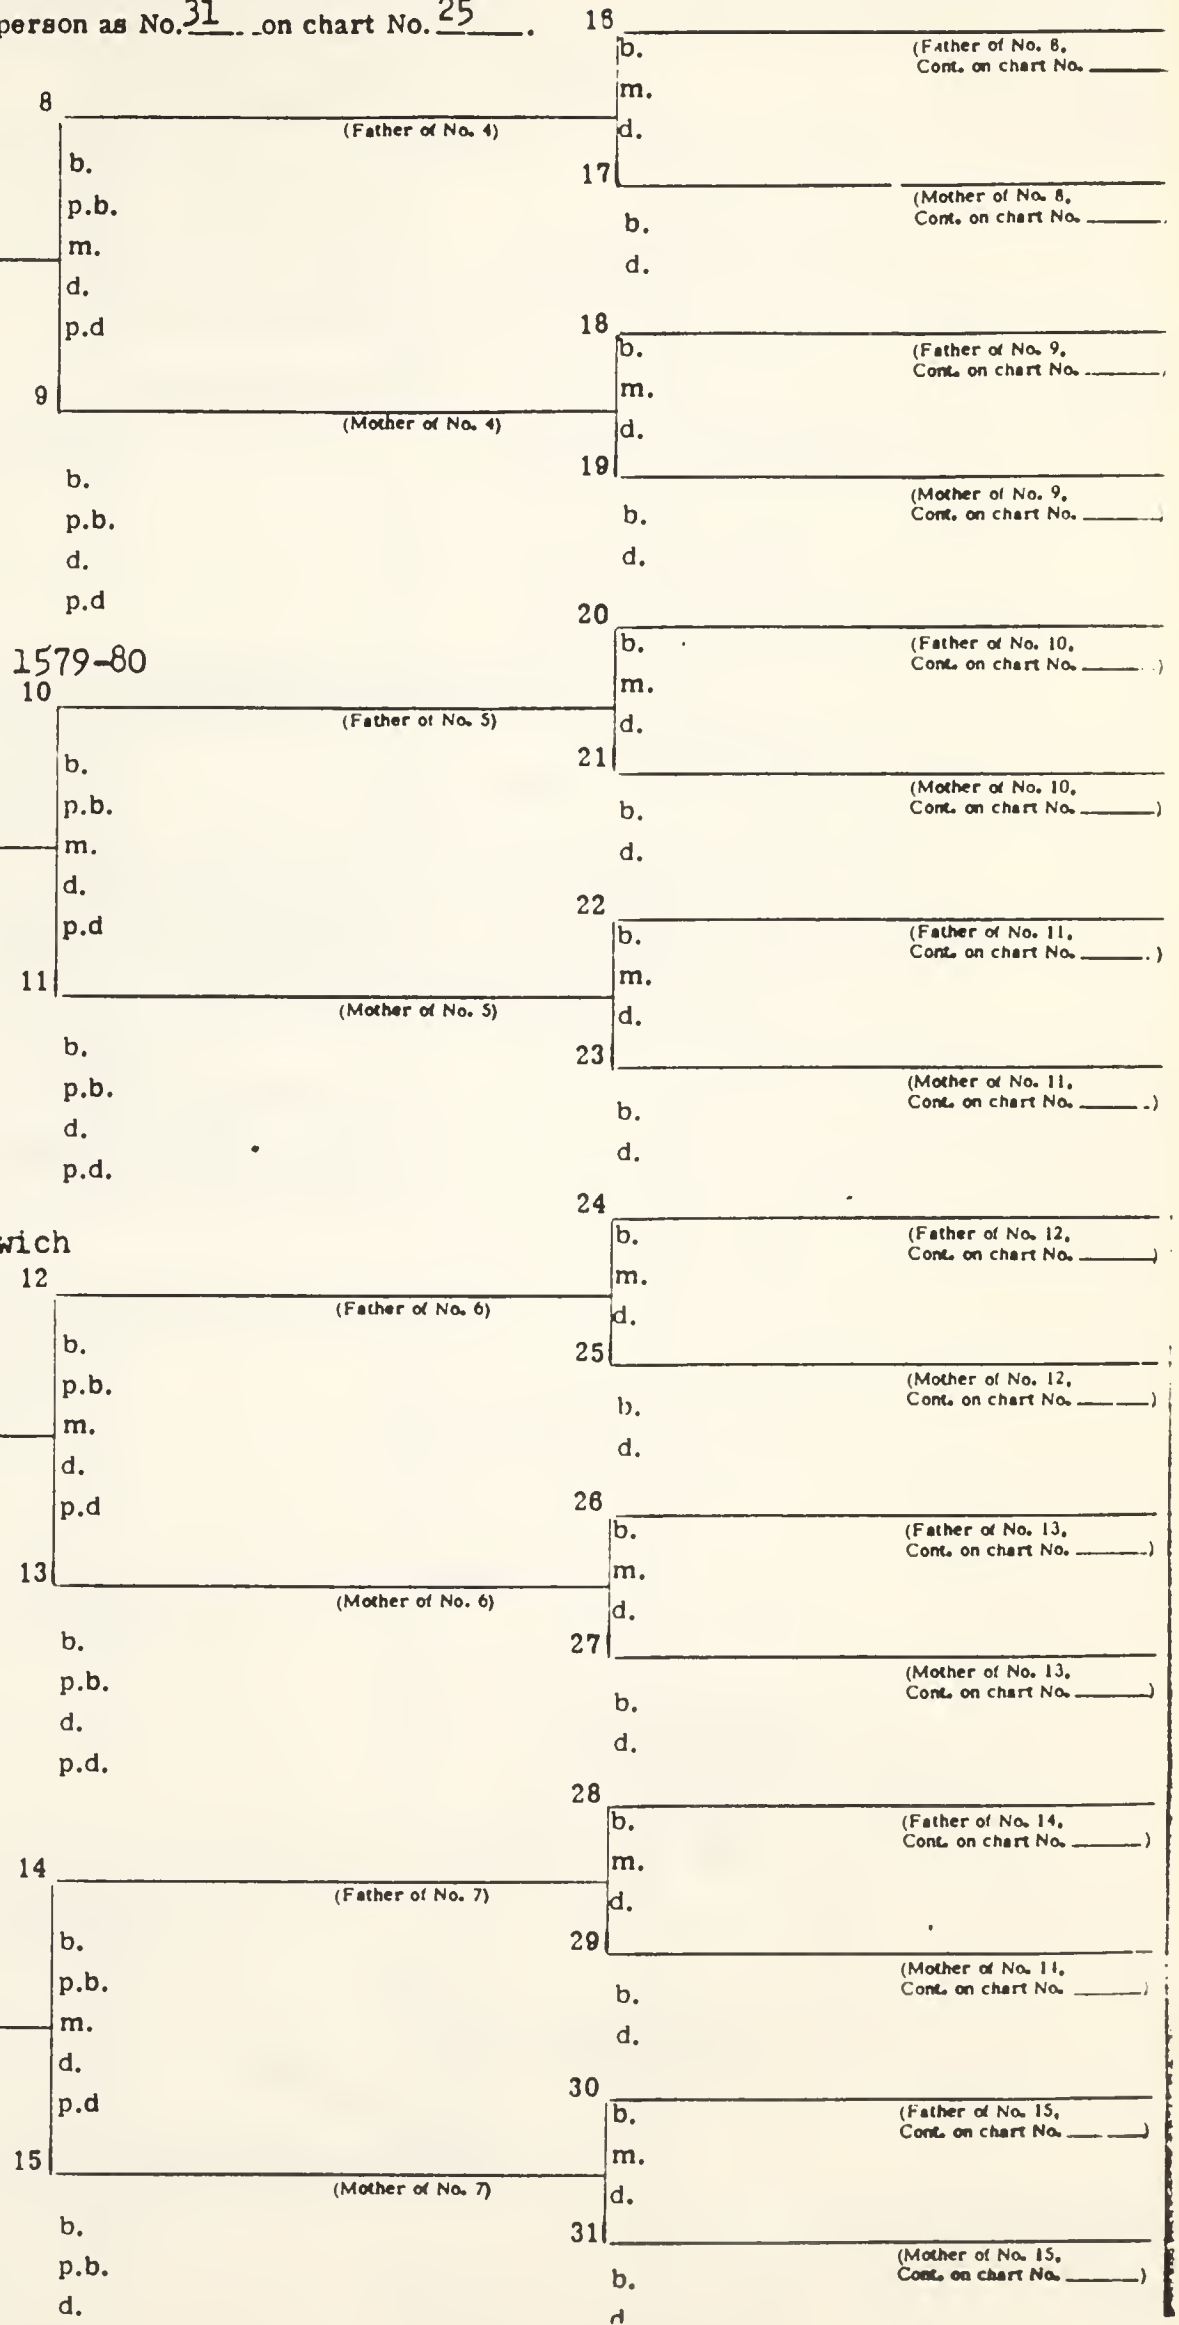 person as No. 31 on chart No. 25.
16
b.
(Father of No. 8,
Cont. on chart No.
m.
8
(Father of No. 4)
d.
b.
17
p.b.
(Mother of No. 8,
Cont. on chart No.
b.
m.
d.
d.
p.d
18
b.
(Father of No. 9,
Cont. on chart No.
m.
9
(Mother of No. 4)
d.
19
b.
(Mother of No. 9,
Cont. on chart No.
p.b.
b.
d.
d.
p.d
20
b.
(Father of No. 10,
Cont. on chart No. )
1579-80
m.
10
(Father of No. 5)
d.
21
b.
(Mother of No. 10,
Cont. on chart No. )
p.b.
b.
m.
d.
d.
22
p.d
b.
(Father of No. 11,
Cont. on chart No. )
m.
11
(Mother of No. 5)
d.
b.
23
(Mother of No. 11,
Cont. on chart No. )
p.b.
b.
d.
d.
p.d.
24
b.
(Father of No. 12,
Cont. on chart No. )
wich
m.
12
(Father of No. 6)
d.
b.
25
(Mother of No. 12,
Cont. on chart No. )
p.b.
b.
m.
d.
d.
26
p.d
b.
(Father of No. 13,
Cont. on chart No. )
m.
13
(Mother of No. 6)
d.
b.
27
(Mother of No. 13,
Cont. on chart No. )
p.b.
b.
d.
d.
p.d.
28
b.
(Father of No. 14,
Cont. on chart No. )
m.
14
(Father of No. 7)
d.
b.
29
(Mother of No. 14,
Cont. on chart No. )
p.b.
b.
m.
d.
d.
30
p.d
b.
(Father of No. 15,
Cont. on chart No. )
m.
15
(Mother of No. 7)
d.
b.
31
(Mother of No. 15,
Cont. on chart No. )
p.b.
b.
d.
d